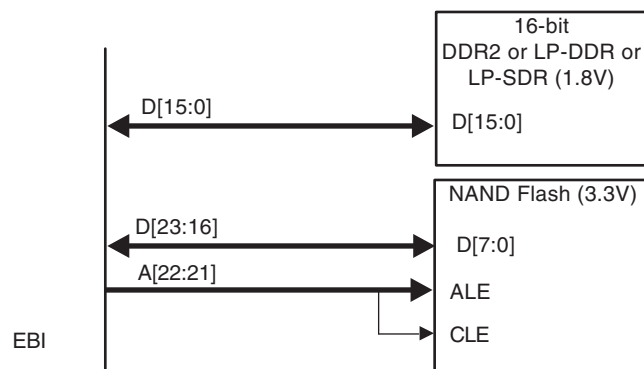 16-bit
DDR2 or LP-DDR or
LP-SDR (1.8V)
D[15:0]
D[15:0]
NAND Flash (3.3V)
D[23:16]
D[7:0]
A[22:21]
ALE
CLE
EBI